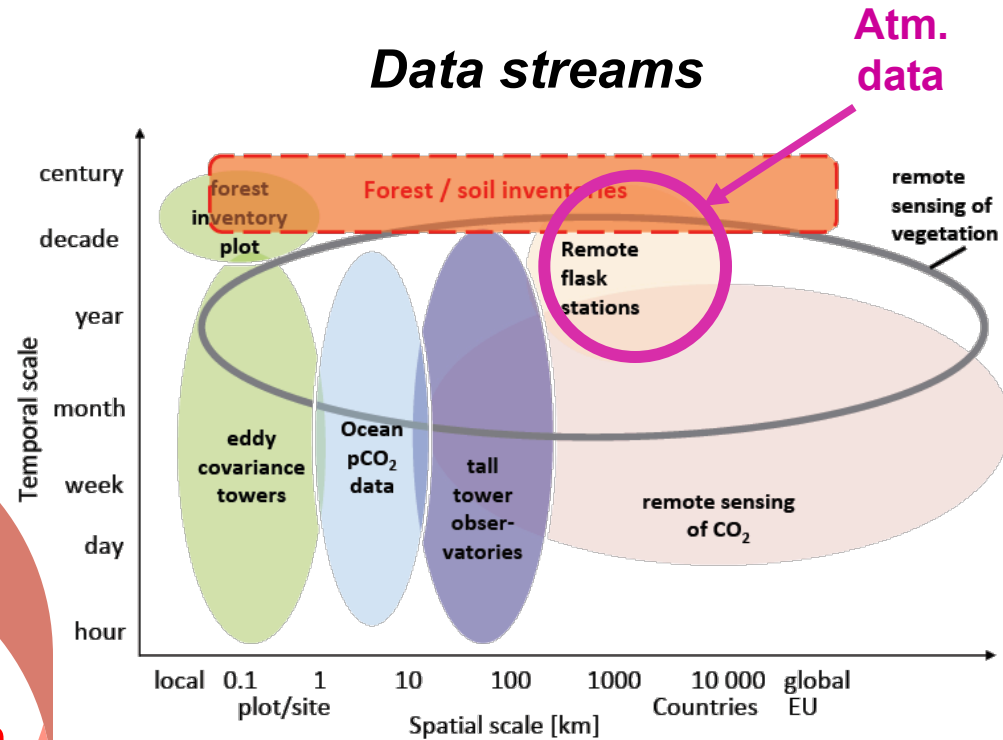 Atm.
data
Data streams
century
decade
year
month
week
day
hour
Temporal scale
forest
inventory
plot
Forest / soil inventories
remote
sensing of
vegetation
Remote
flask
stations
eddy
covariance
towers
Ocean
pCO₂
data
tall
tower
obser-
vatories
remote sensing
of CO₂
local 0.1 1 10 100 1000 10 000 global
plot/site Countries EU
Spatial scale [km]